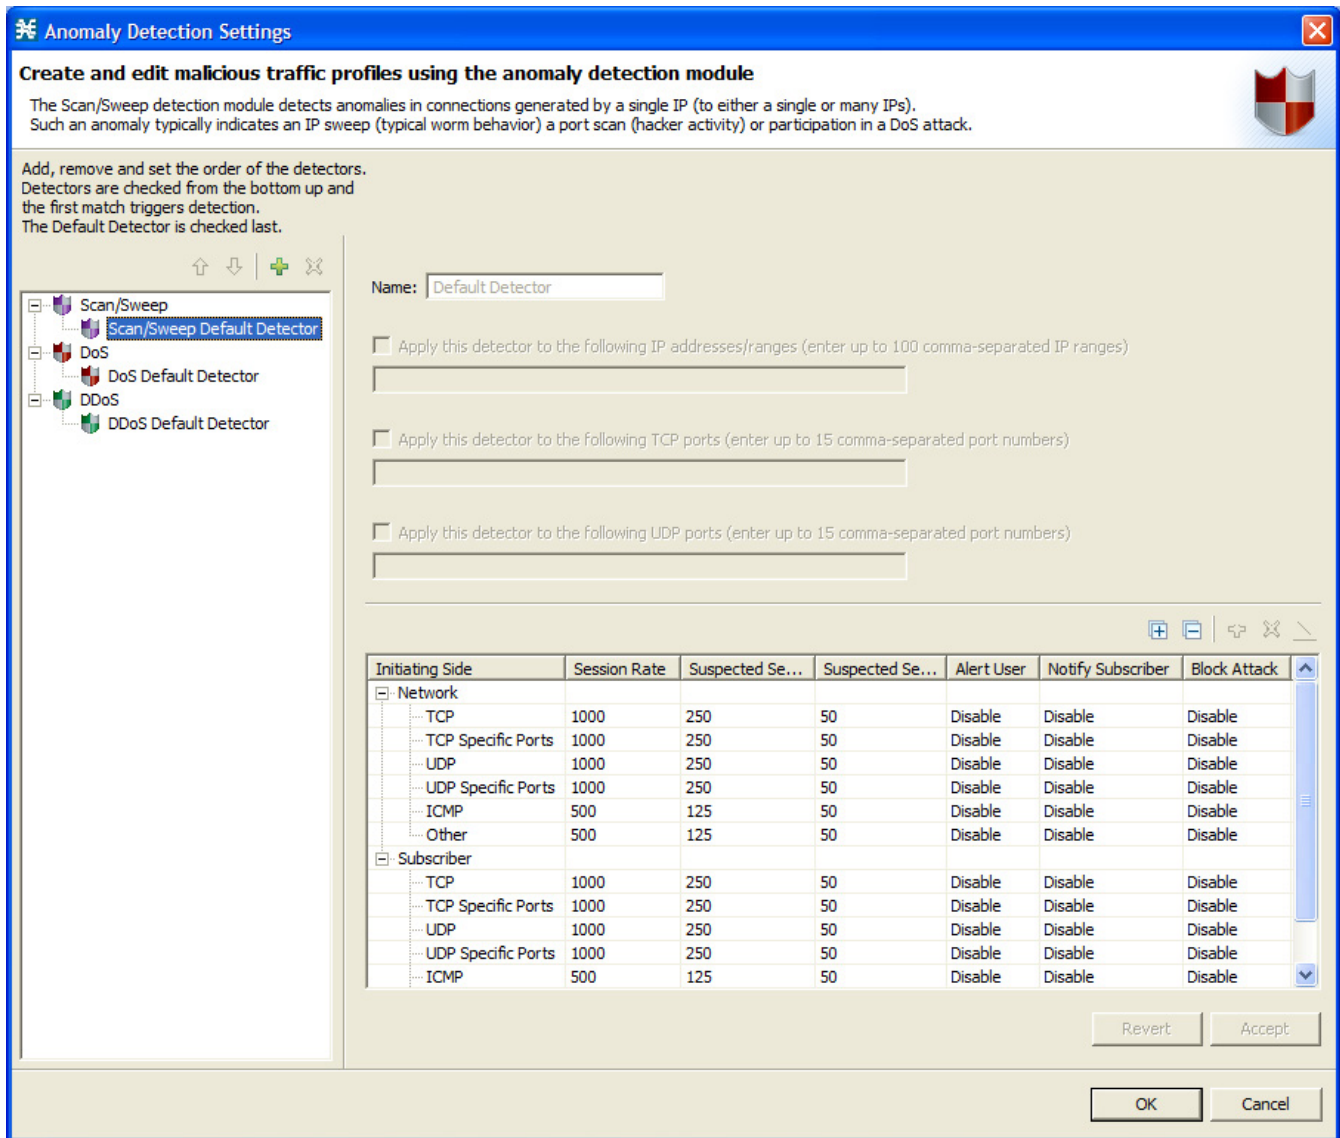 Anomaly Detection Settings
Create and edit malicious traffic profiles using the anomaly detection module
The Scan/Sweep detection module detects anomalies in connections generated by a single IP (to either a single or many IPs).
Such an anomaly typically indicates an IP sweep (typical worm behavior) a port scan (hacker activity) or participation in a DoS attack.
Add, remove and set the order of the detectors.
Detectors are checked from the bottom up and
the first match triggers detection.
The Default Detector is checked last.
Scan/Sweep
Scan/Sweep Default Detector
DoS
DoS Default Detector
DDoS
DDoS Default Detector
Name: Default Detector
Apply this detector to the following IP addresses/ranges (enter up to 100 comma-separated IP ranges)
Apply this detector to the following TCP ports (enter up to 15 comma-separated port numbers)
Apply this detector to the following UDP ports (enter up to 15 comma-separated port numbers)
Initiating Side Session Rate Suspected Se... Suspected Se... Alert User Notify Subscriber Block Attack
Network
TCP 1000 250 50 Disable Disable Disable
TCP Specific Ports 1000 250 50 Disable Disable Disable
UDP 1000 250 50 Disable Disable Disable
UDP Specific Ports 1000 250 50 Disable Disable Disable
ICMP 500 125 50 Disable Disable Disable
Other 500 125 50 Disable Disable Disable
Subscriber
TCP 1000 250 50 Disable Disable Disable
TCP Specific Ports 1000 250 50 Disable Disable Disable
UDP 1000 250 50 Disable Disable Disable
UDP Specific Ports 1000 250 50 Disable Disable Disable
ICMP 500 125 50 Disable Disable Disable
Revert Accept
OK Cancel